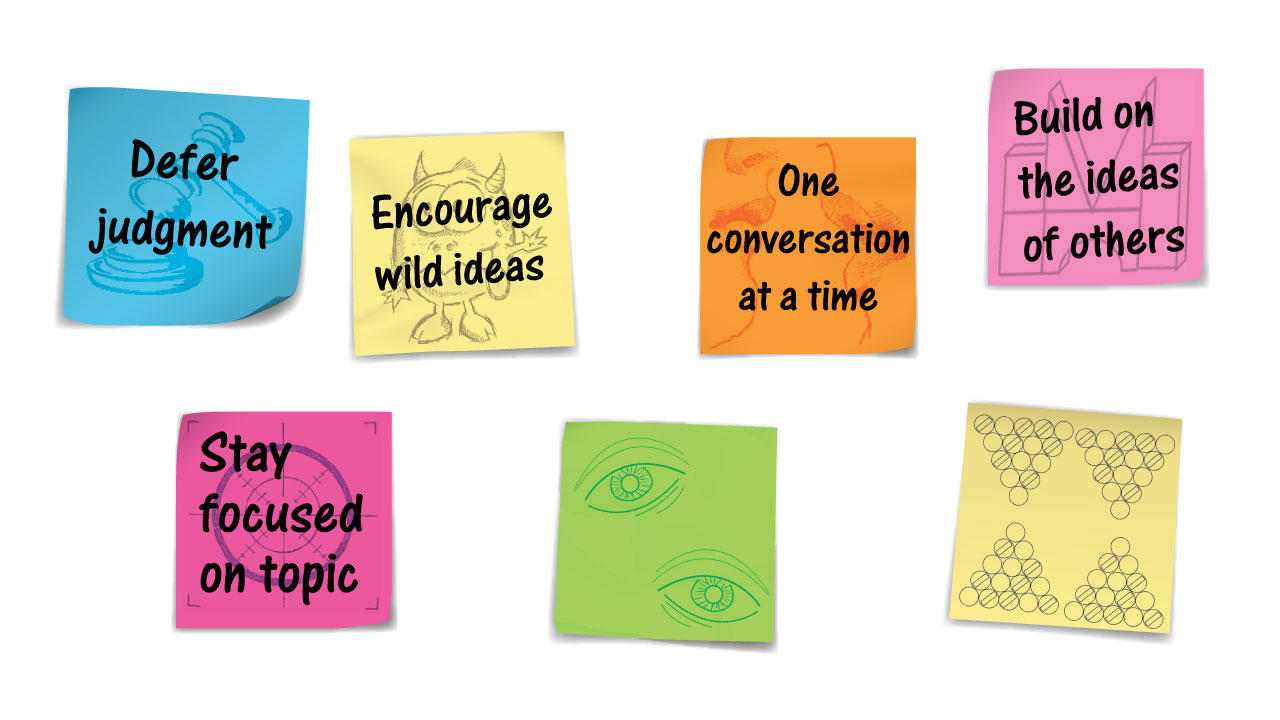 Defer
judgment
Encourage
wild ideas
One
conversation
at a time
Build on
the ideas
of others
Stay
focused
on topic